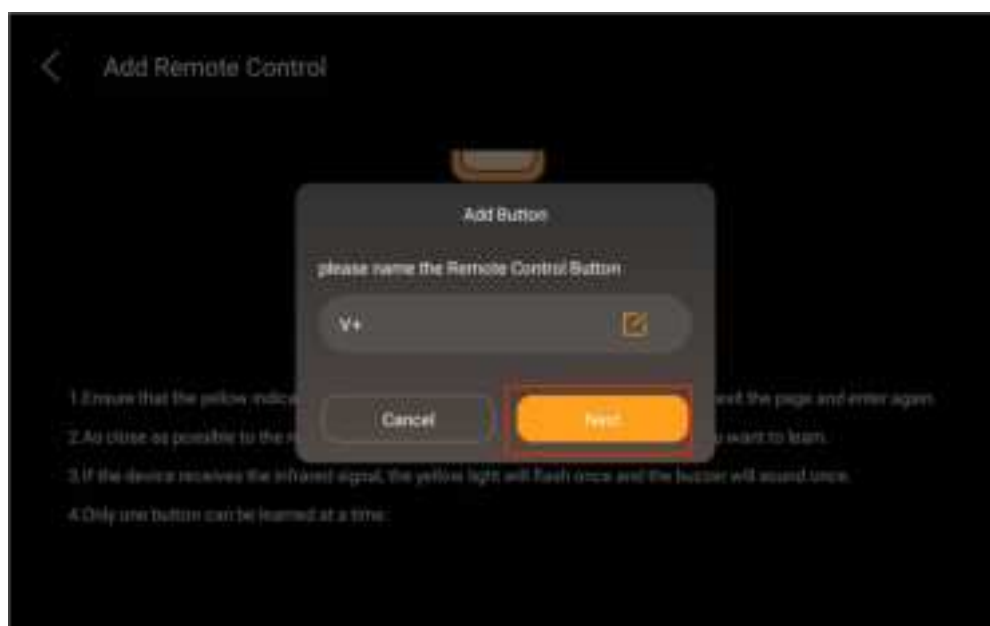 Add Remote Control
Add Button
please name the Remote Control Button
V+
Cancel
Next
1.Ensure that the yellow indica
exit the page and enter again.
2.As close as possible to the r
you want to learn.
3.If the device receives the infrared signal, the yellow light will flash once and the buzzer will sound once.
4.Only one button can be learned at a time.